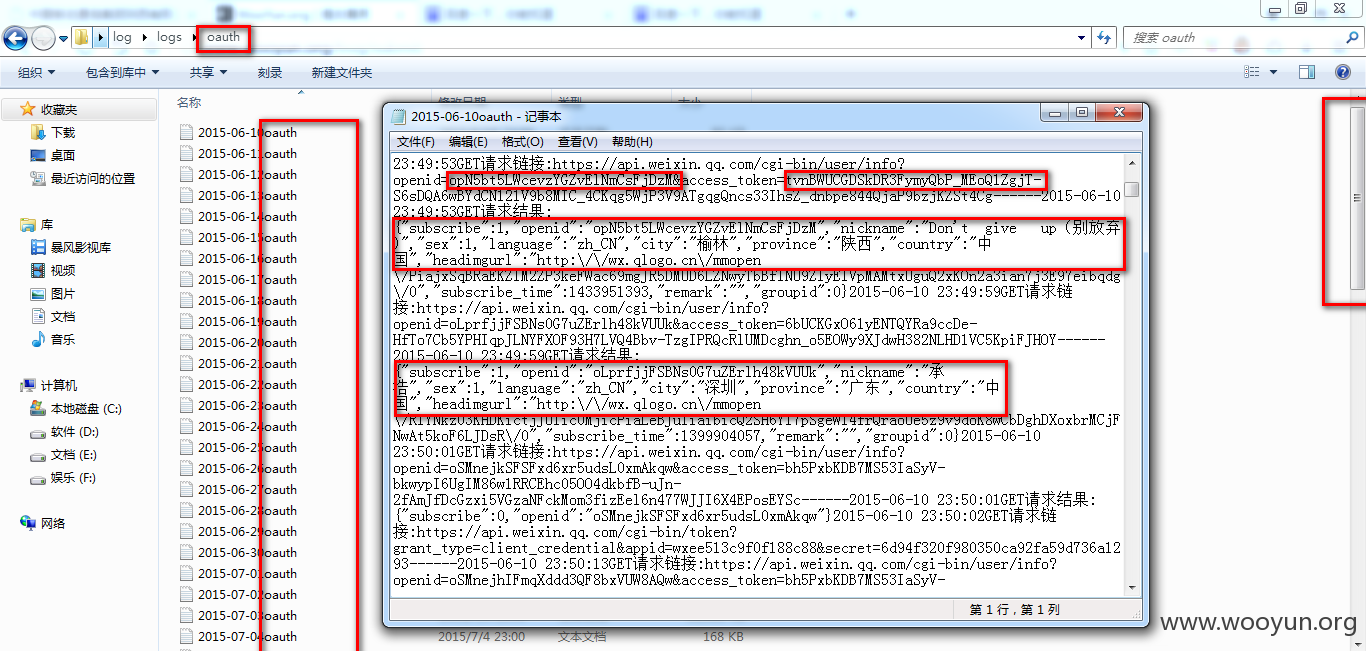 log ▸ logs ▸ oauth
搜索 oauth
组织 包含到库中 共享 刻录 新建文件夹
收藏夹
下载
桌面
最近访问的位置
库
暴风影视库
视频
图片
文档
音乐
计算机
本地磁盘 (C:)
软件 (D:)
文档 (E:)
娱乐 (F:)
网络
名称
2015-06-10oauth
2015-06-11oauth
2015-06-12oauth
2015-06-13oauth
2015-06-14oauth
2015-06-15oauth
2015-06-16oauth
2015-06-17oauth
2015-06-18oauth
2015-06-19oauth
2015-06-20oauth
2015-06-21oauth
2015-06-22oauth
2015-06-23oauth
2015-06-24oauth
2015-06-25oauth
2015-06-26oauth
2015-06-27oauth
2015-06-28oauth
2015-06-29oauth
2015-06-30oauth
2015-07-01oauth
2015-07-02oauth
2015-07-03oauth
2015-07-04oauth
2015/7/4 23:00 文本文档 168 KB
2015-06-10oauth - 记事本
文件(F) 编辑(E) 格式(O) 查看(V) 帮助(H)
23:49:53GET请求链接:https://api.weixin.qq.com/cgi-bin/user/info?
openid=opN5bt5LWcevzYGZvElNmCsFjDzM&access_token=tvnBWUCGDSkDR3FymyQbP_MEoQlZgjT-
S6sDQA6wBYdCN121V9b8MIC_4CKqg5WjP3V9ATgqgQncs33IhsZ_dnbpe844QjaP9bzjKZSt4Cg------2015-06-10
23:49:53GET请求结果:
{"subscribe":1,"openid":"opN5bt5LWcevzYGZvElNmCsFjDzM","nickname":"Don't give up（别放弃
）","sex":1,"language":"zh_CN","city":"榆林","province":"陕西","country":"中
国","headimgurl":"http:\/\/wx.qlogo.cn\/mmopen
\/PiajxSqBRaEKZlM2ZP3keFWac69mgJR5DMUD6LZNwylbBflNU9ZlyEIVpMAMtxUguQ2xKOn2a3ian7j3E97eibqdg
\/0","subscribe_time":1433951393,"remark":"","groupid":0}2015-06-10 23:49:59GET请求链
接:https://api.weixin.qq.com/cgi-bin/user/info?
openid=oLprfjjFSBNs0G7uZErlh48kVUUk&access_token=6bUCKGxO61yENTQYRa9ccDe-
HfTo7Cb5YPHIqpJLNYFXOF93H7LVQ4Bbv-TzgIPRQcRlUMDcghn_o5EOWy9XJdwH382NLHD1VC5KpiFJHOY------
2015-06-10 23:49:59GET请求结果:
{"subscribe":1,"openid":"oLprfjjFSBNs0G7uZErlh48kVUUk","nickname":"承
诰","sex":1,"language":"zh_CN","city":"深圳","province":"广东","country":"中
国","headimgurl":"http:\/\/wx.qlogo.cn\/mmopen
NwAt5koF6LJDsR\/0","subscribe_time":1399904057,"remark":"","groupid":0}2015-06-10
23:50:01GET请求链接:https://api.weixin.qq.com/cgi-bin/user/info?
openid=oSMnejkSFSFxd6xr5udsL0xmAkqw&access_token=bh5PxbKDB7MS53IaSyV-
bkwypI6UgIM86w1RRCEhc05O04dkbfB-uJn-
2fAmJfDcGzxi5VGzaNFckMom3fizEel6n477WJJI6X4EPosEYSc------2015-06-10 23:50:01GET请求结果:
{"subscribe":0,"openid":"oSMnejkSFSFxd6xr5udsL0xmAkqw"}2015-06-10 23:50:02GET请求链
接:https://api.weixin.qq.com/cgi-bin/token?
grant_type=client_credential&appid=wxee513c9f0f188c88&secret=6d94f320f980350ca92fa59d736a12
93------2015-06-10 23:50:13GET请求链接:https://api.weixin.qq.com/cgi-bin/user/info?
openid=oSMnejhIFmqXddd3QF8bxVUW8AQw&access_token=bh5PxbKDB7MS53IaSyV-
第 1 行，第 1 列
www.wooyun.org